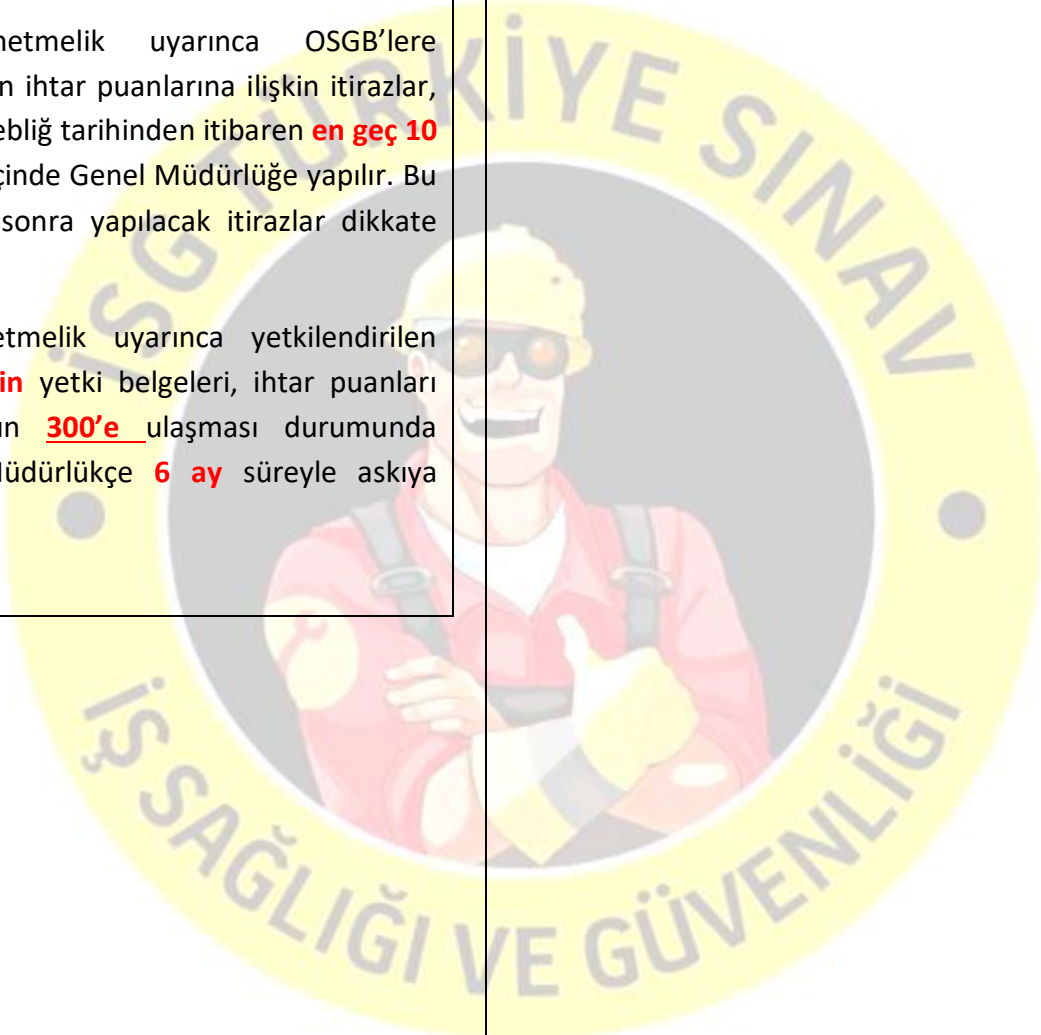 netmelik uyarınca OSGB’lere
n ihtar puanlarına ilişkin itirazlar,
ebliğ tarihinden itibaren en geç 10
çinde Genel Müdürlüğe yapılır. Bu
sonra yapılacak itirazlar dikkate
etmelik uyarınca yetkilendirilen
in yetki belgeleri, ihtar puanları
ın 300’e ulaşması durumunda
Müdürlükçe 6 ay süreyle askıya
İSG TÜRKİYE SINAV
İŞ SAĞLIĞI VE GÜVENLİĞİ